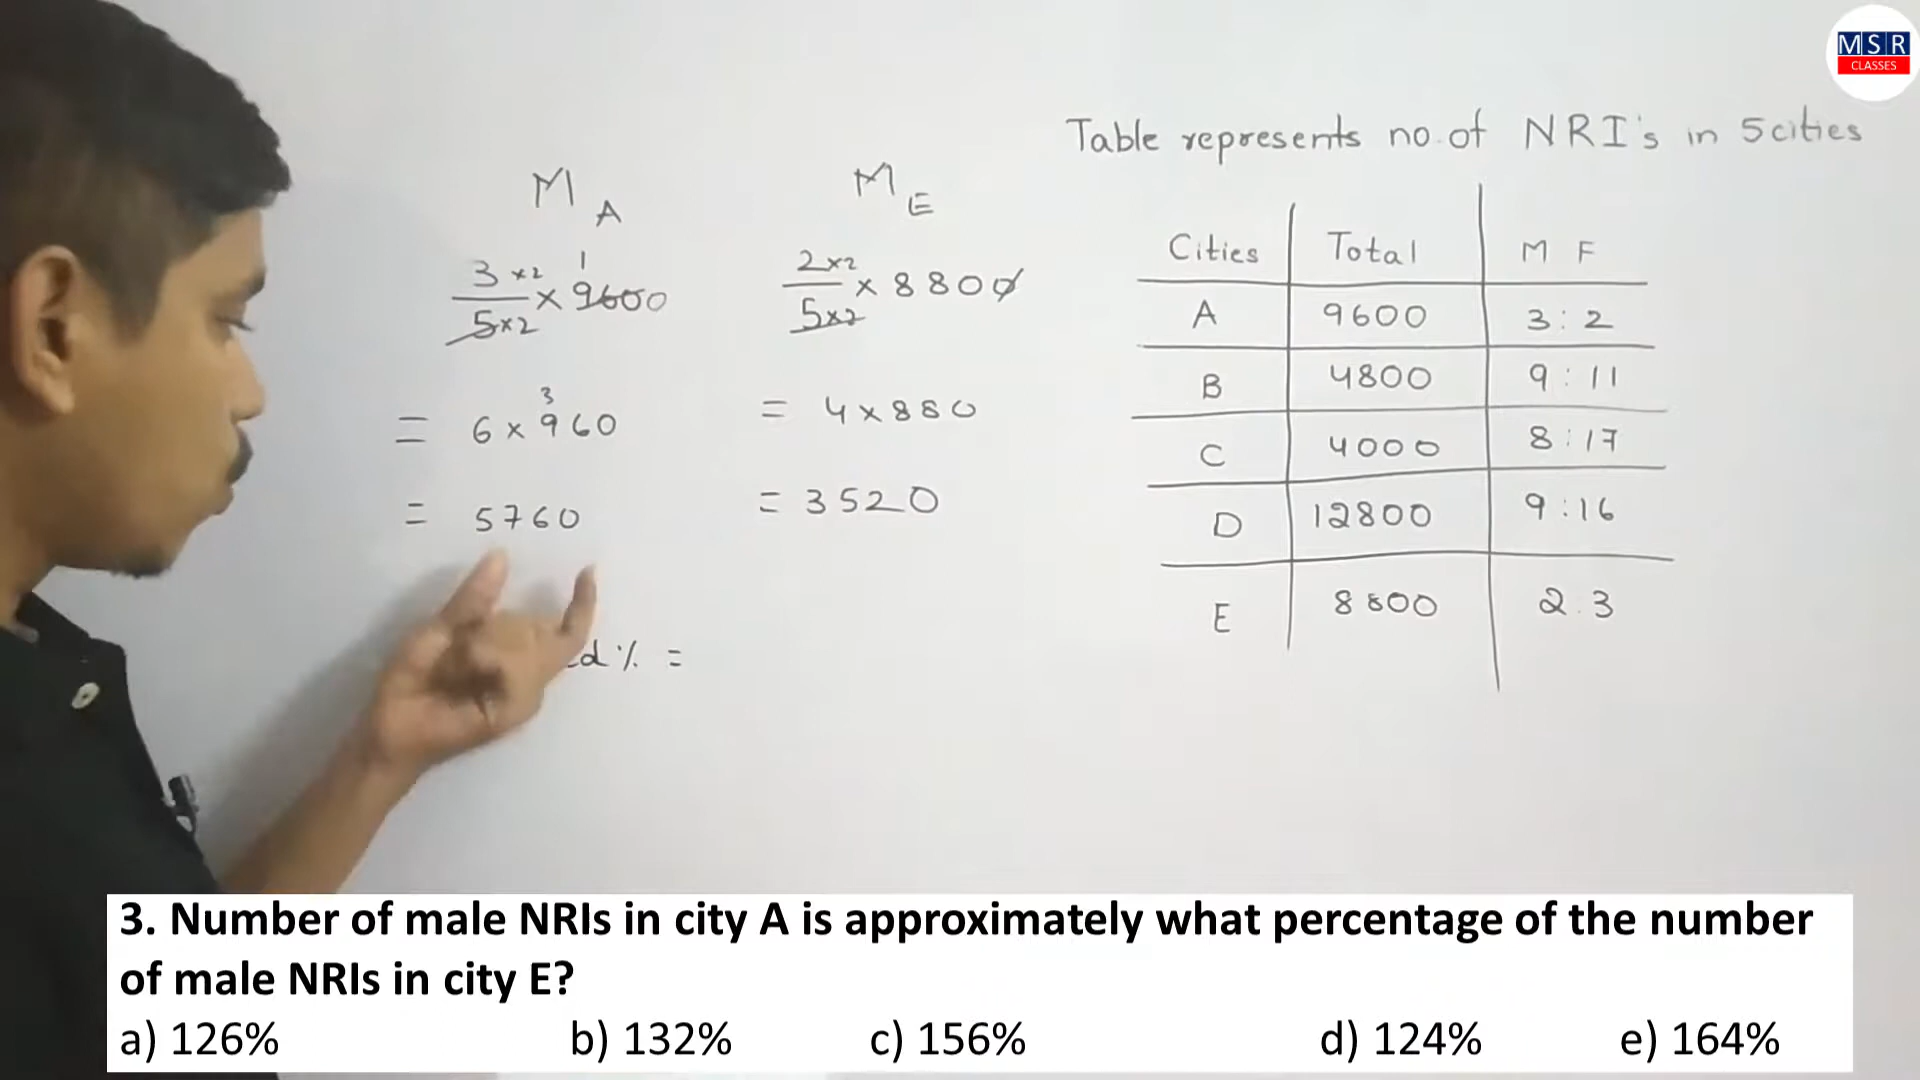 MSR
CLASSES
Table represents no. of NRI's in 5 cities
M A
M E
3 ×2 1
5×2 × 9600
2×2
5×2 × 8800
= 6 × 3 960
= 4 × 880
= 5760
= 3520
ed % =
Cities Total M F
A 9600 3 : 2
B 4800 9 : 11
C 4000 8 : 17
D 12800 9 : 16
E 8800 2 . 3
3. Number of male NRIs in city A is approximately what percentage of the number
of male NRIs in city E?
a) 126% b) 132% c) 156% d) 124% e) 164%